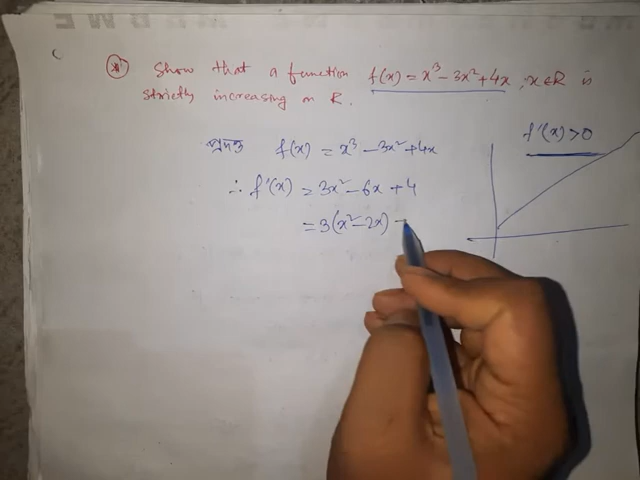 Show that a function f(x) = x³ - 3x² + 4x, x∈R is
strictly increasing on R.
f'(x) > 0
প্রদত্ত f(x) = x³ - 3x² + 4x
∴ f'(x) = 3x² - 6x + 4
= 3(x² - 2x)